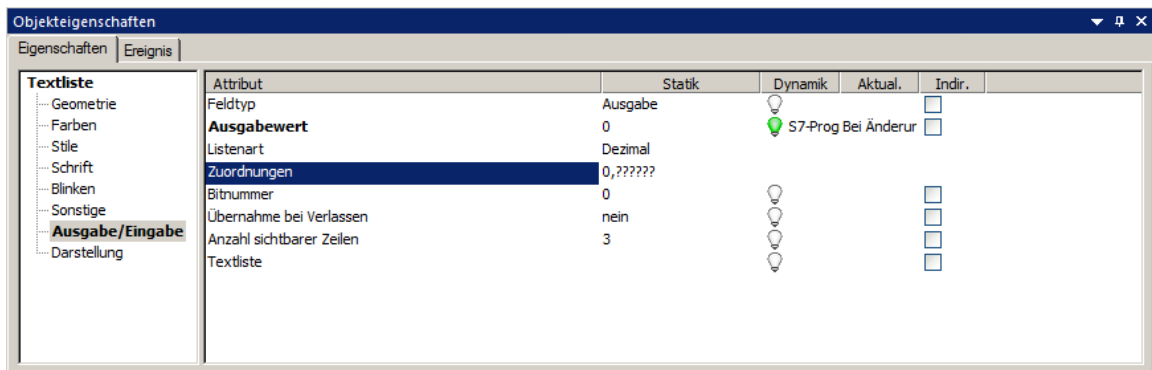 Objekteigenschaften
Eigenschaften Ereignis
Textliste
Geometrie
Farben
Stile
Schrift
Blinken
Sonstige
Ausgabe/Eingabe
Darstellung
Attribut Statik Dynamik Aktual. Indir.
Feldtyp Ausgabe
Ausgabewert 0 S7-Prog Bei Änderur
Listenart Dezimal
Zuordnungen 0,??????
Bitnummer 0
Übernahme bei Verlassen nein
Anzahl sichtbarer Zeilen 3
Textliste